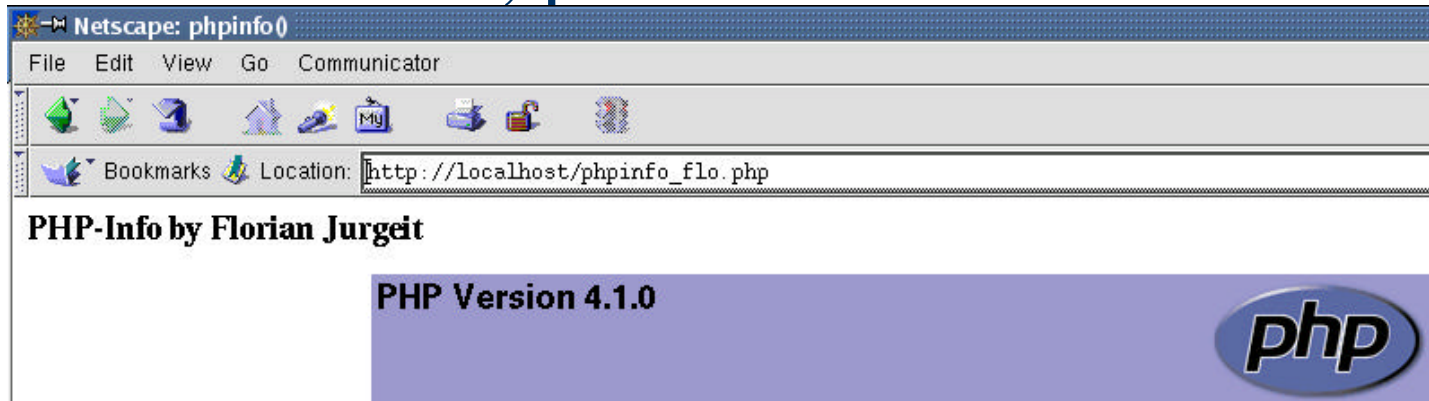 Netscape: phpinfo()
File Edit View Go Communicator
My
Bookmarks Location: http://localhost/phpinfo_flo.php
PHP-Info by Florian Jurgeit
PHP Version 4.1.0
php